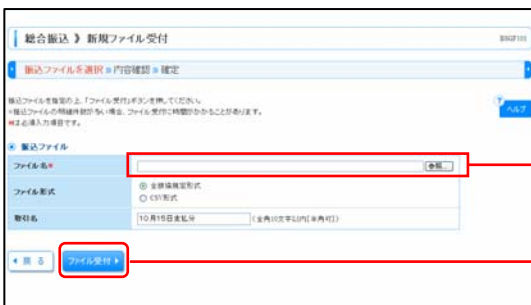 総合振込 》 新規ファイル受付
BSGF101
振込ファイルを選択 》 内容確認 》 確定
振込ファイルを指定の上、「ファイル受付」ボタンを押してください。
※振込ファイルの明細件数が多い場合、ファイル受付に時間がかかることがあります。
※は必須入力項目です。
? ヘルプ
振込ファイル
ファイル名※
参照...
ファイル形式
全銀協規定形式
CSV形式
取引名
10月15日支払分
(全角10文字以内[半角可])
戻る
ファイル受付